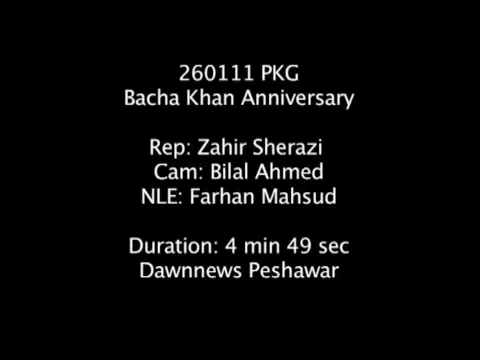 260111 PKG
Bacha Khan Anniversary
Rep: Zahir Sherazi
Cam: Bilal Ahmed
NLE: Farhan Mahsud
Duration: 4 min 49 sec
Dawnnews Peshawar